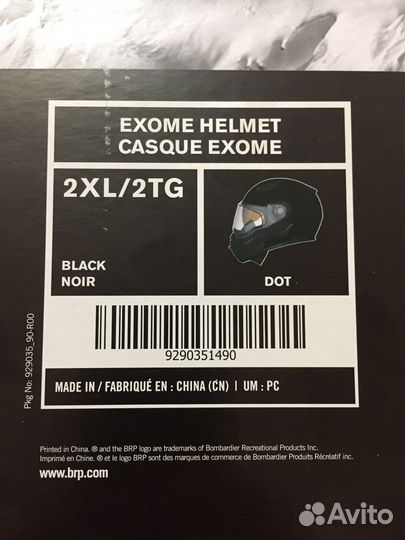 EXOME HELMET
CASQUE EXOME
2XL/2TG
BLACK
NOIR
DOT
9290351490
MADE IN / FABRIQUÉ EN : CHINA (CN) | UM : PC
Pkg No: 929035_90-R00
Printed in China. ® and the BRP logo are trademarks of Bombardier Recreational Products Inc.
Imprimé en Chine. ® et le logo BRP sont des marques de commerce de Bombardier Produits Récréatif inc.
www.brp.com
Avito